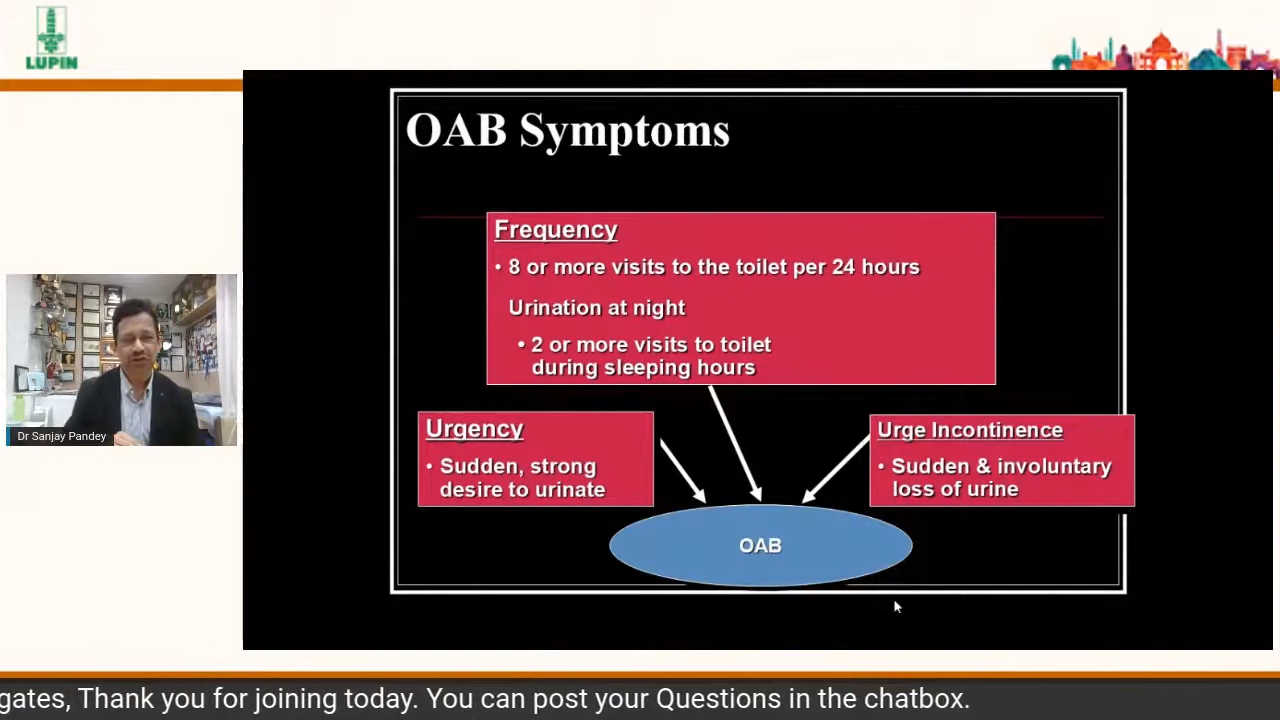 LUPIN
OAB Symptoms
Frequency
• 8 or more visits to the toilet per 24 hours
Urination at night
• 2 or more visits to toilet
during sleeping hours
Urgency
• Sudden, strong
desire to urinate
Urge Incontinence
• Sudden & involuntary
loss of urine
OAB
Dr Sanjay Pandey
gates, Thank you for joining today. You can post your Questions in the chatbox.